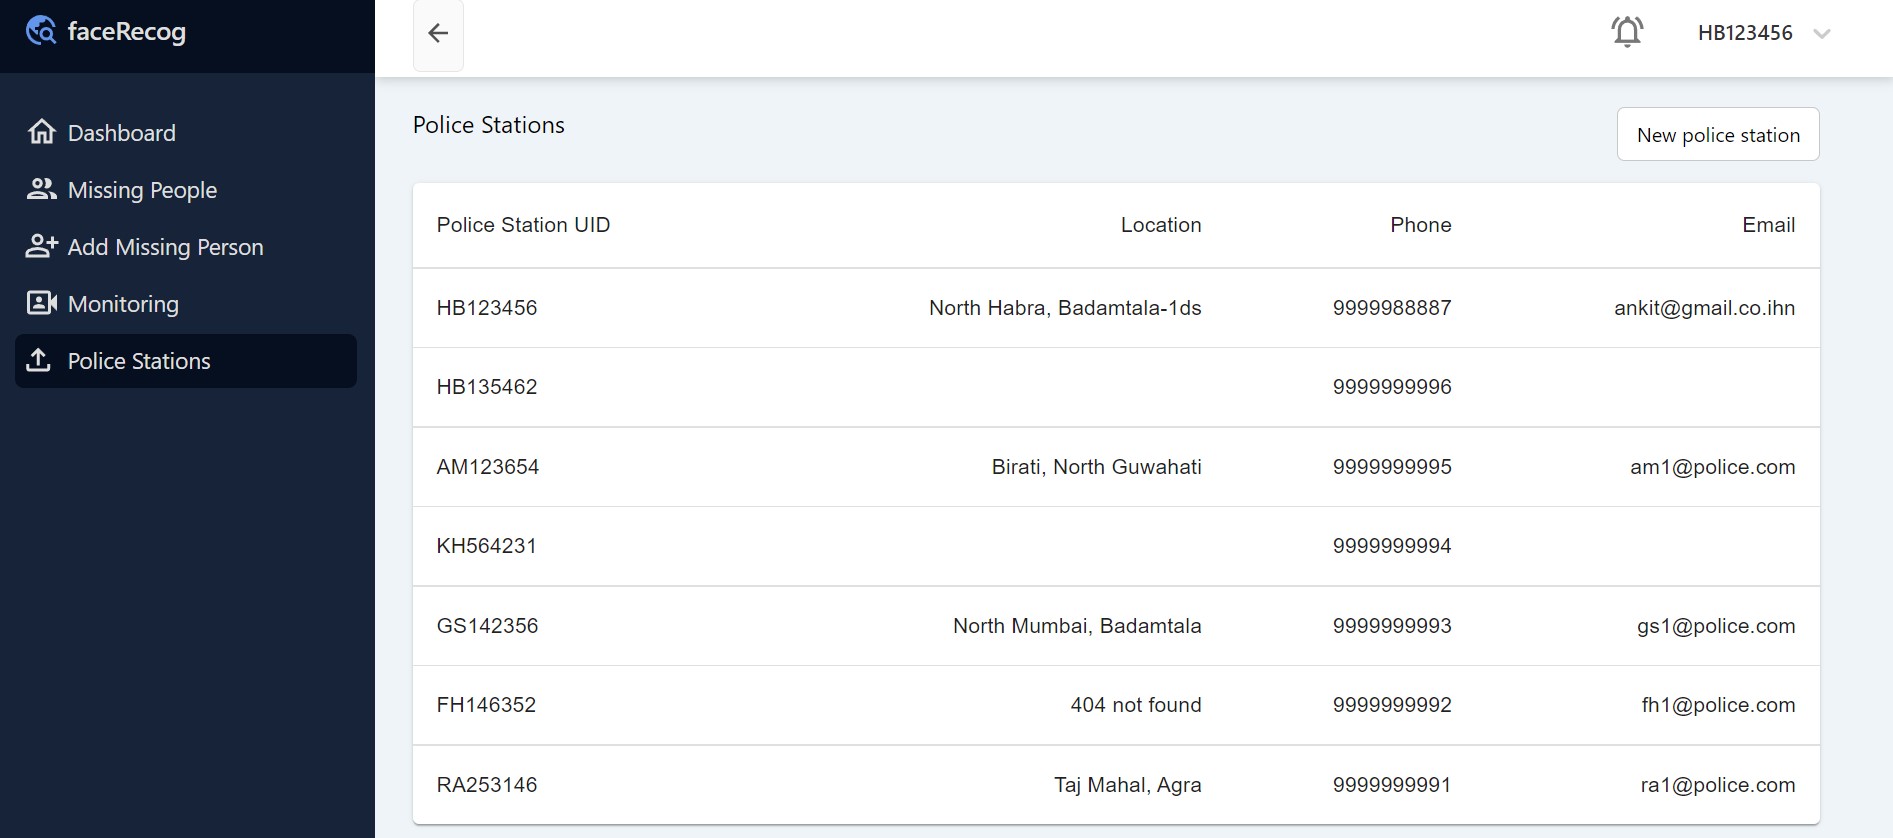 faceRecog
HB123456
Dashboard
Missing People
Add Missing Person
Monitoring
Police Stations
Police Stations
New police station
Police Station UID Location Phone Email
HB123456 North Habra, Badamtala-1ds 9999988887 ankit@gmail.co.ihn
HB135462 9999999996
AM123654 Birati, North Guwahati 9999999995 am1@police.com
KH564231 9999999994
GS142356 North Mumbai, Badamtala 9999999993 gs1@police.com
FH146352 404 not found 9999999992 fh1@police.com
RA253146 Taj Mahal, Agra 9999999991 ra1@police.com